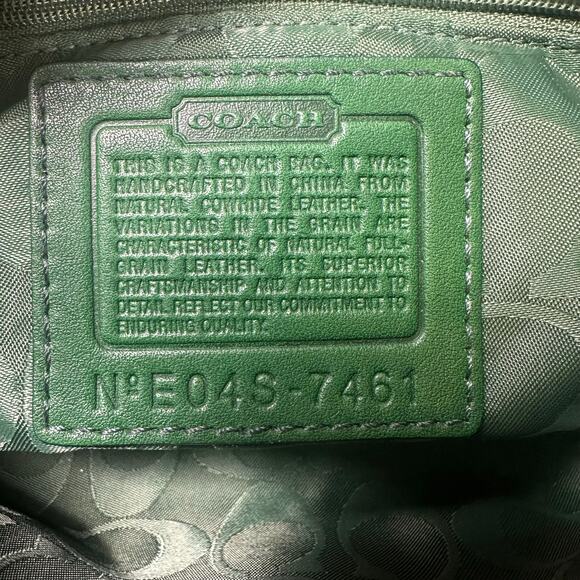 COACH
THIS IS A COACH BAG. IT WAS
HANDCRAFTED IN CHINA FROM
NATURAL COWHIDE LEATHER. THE
VARIATIONS IN THE GRAIN ARE
CHARACTERISTIC OF NATURAL FULL-
GRAIN LEATHER. ITS SUPERIOR
CRAFTSMANSHIP AND ATTENTION TO
DETAIL REFLECT OUR COMMITMENT TO
ENDURING QUALITY.
Nº E04S-7461